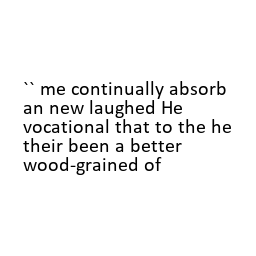 `` me continually absorb
an new laughed He
vocational that to the he
their been a better
wood-grained of